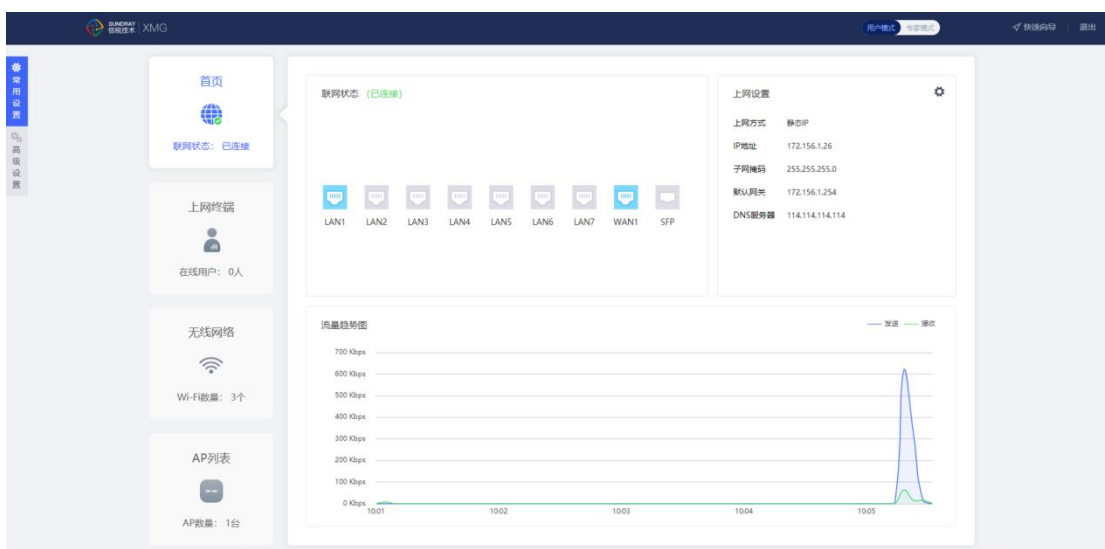 SUNDRAY
信锐技术 XMG
用户模式 专家模式
快速向导 退出
常用设置
高级设置
首页
联网状态: 已连接
上网终端
在线用户: 0人
无线网络
Wi-Fi数量: 3个
AP列表
AP数量: 1台
联网状态 (已连接)
LAN1 LAN2 LAN3 LAN4 LAN5 LAN6 LAN7 WAN1 SFP
上网设置
上网方式 静态IP
IP地址 172.156.1.26
子网掩码 255.255.255.0
默认网关 172.156.1.254
DNS服务器 114.114.114.114
流量趋势图
发送 接收
700 Kbps
600 Kbps
500 Kbps
400 Kbps
300 Kbps
200 Kbps
100 Kbps
0 Kbps
10:01 10:02 10:03 10:04 10:05